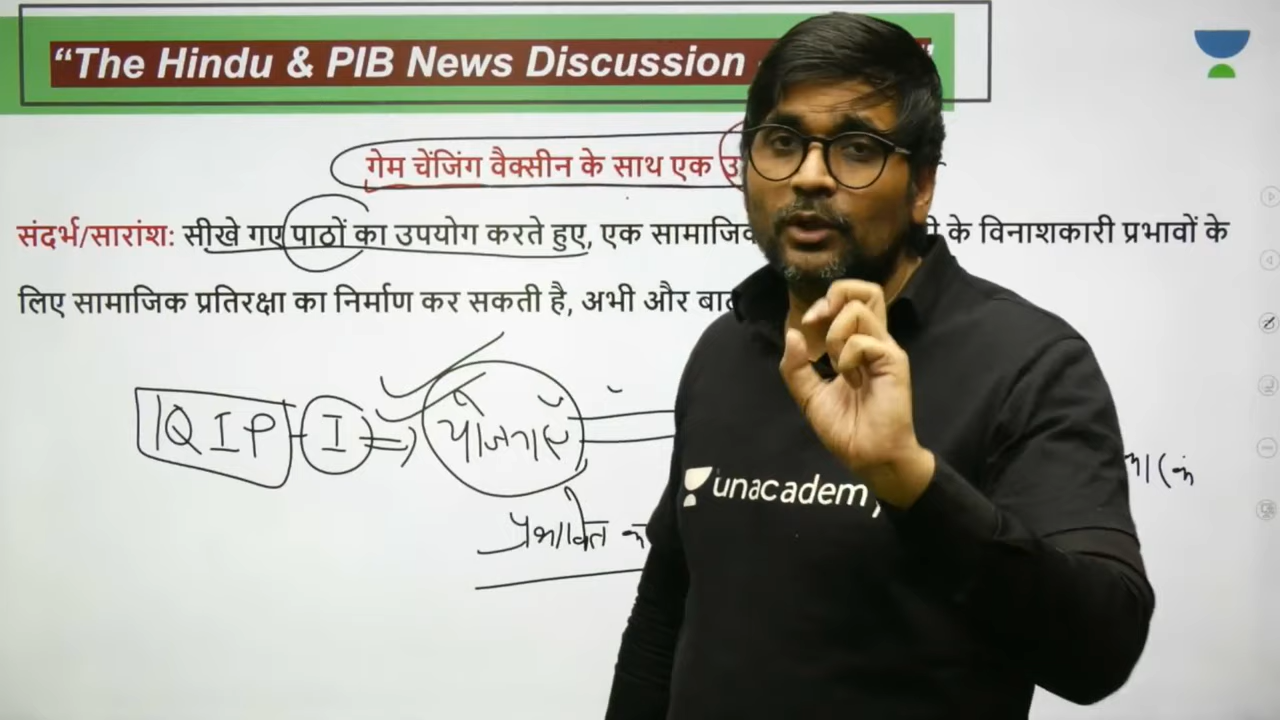 “The Hindu & PIB News Discussion
गेम चेंजिंग वैक्सीन के साथ एक
संदर्भ/सारांश: सीखे गए पाठों का उपयोग करते हुए, एक के विनाशकारी प्रभावों के
लिए सामाजिक प्रतिरक्षा का निर्माण कर सकती है, अभी और
IQIP - I => योजनाएँ
प्रभावित
unacademy